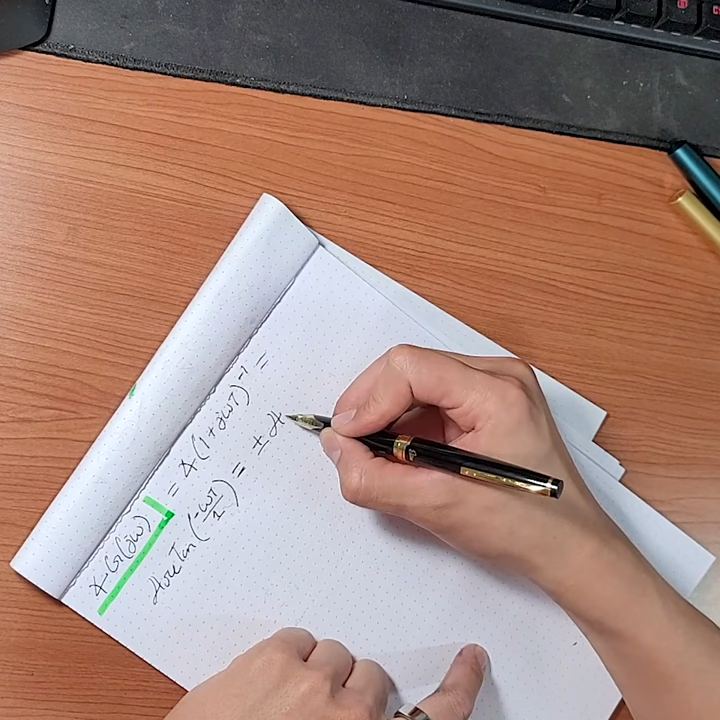 ∡ G(jω) = ∡ (1+jωT)^-1 =
ArcTan (-ωT/1) = ± A